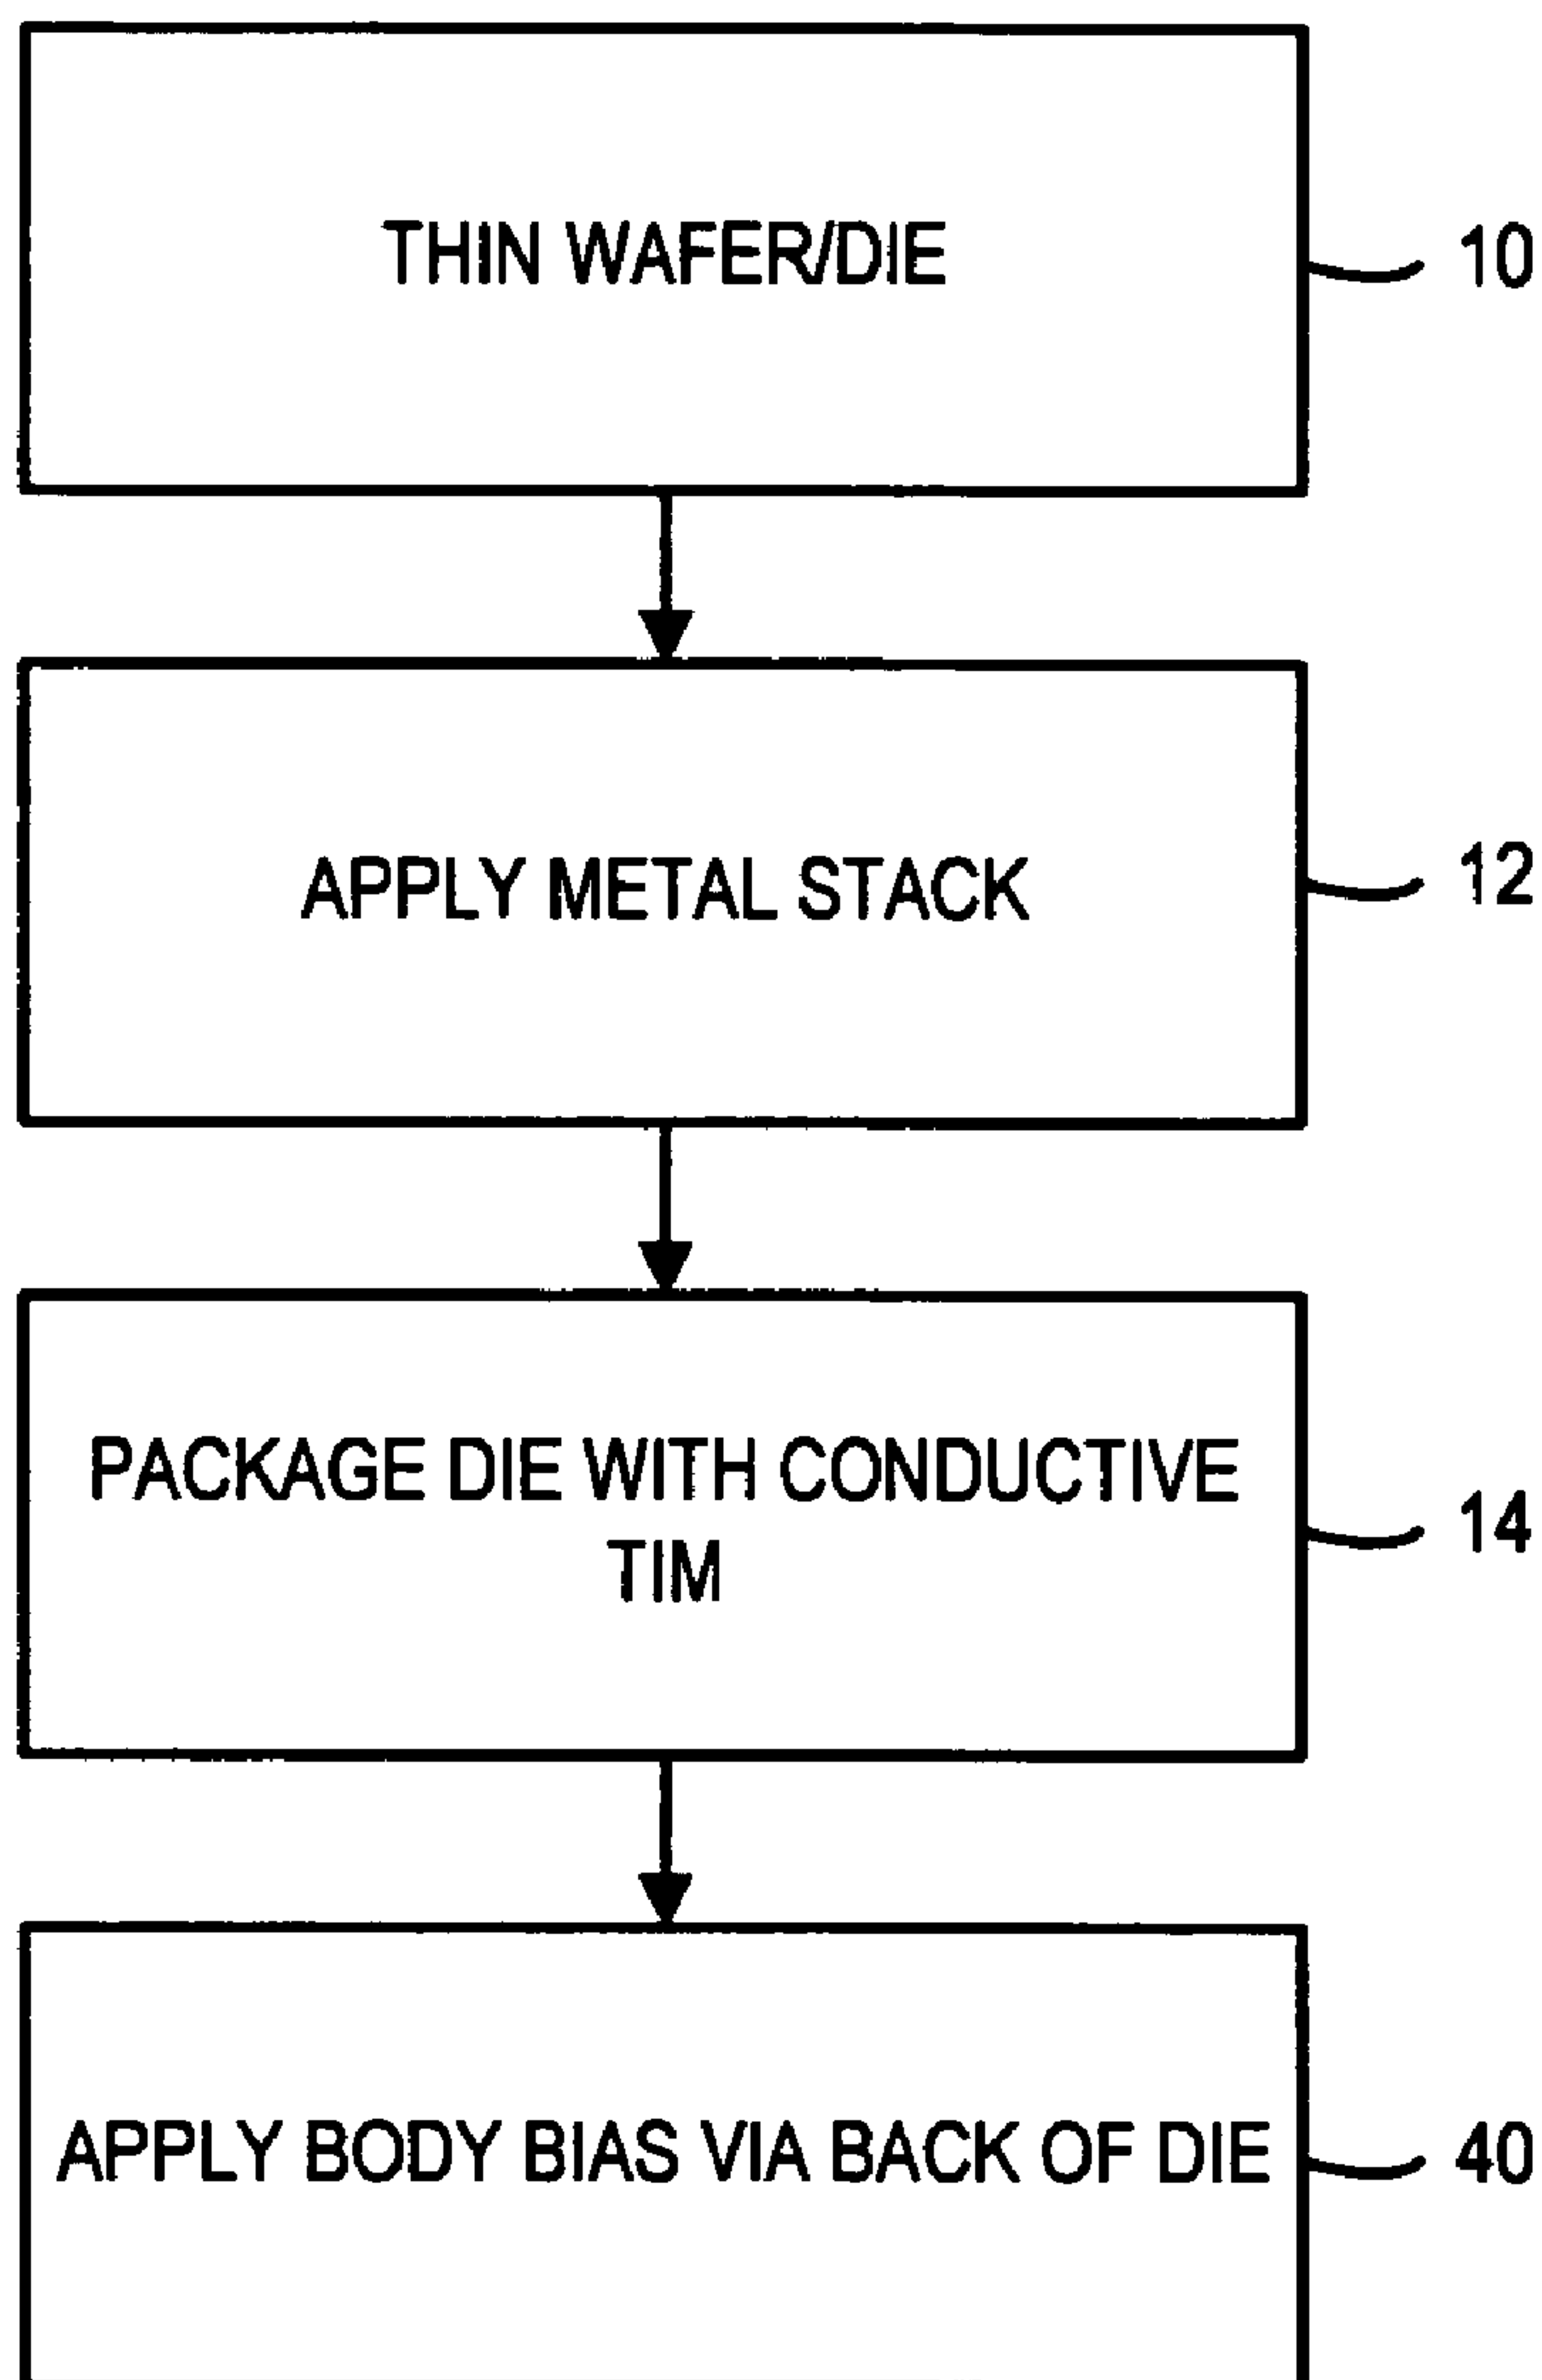 THIN WAFER/DIE
10
APPLY METAL STACK
12
PACKAGE DIE WITH CONDUCTIVE
TIM
14
APPLY BODY BIAS VIA BACK OF DIE
40